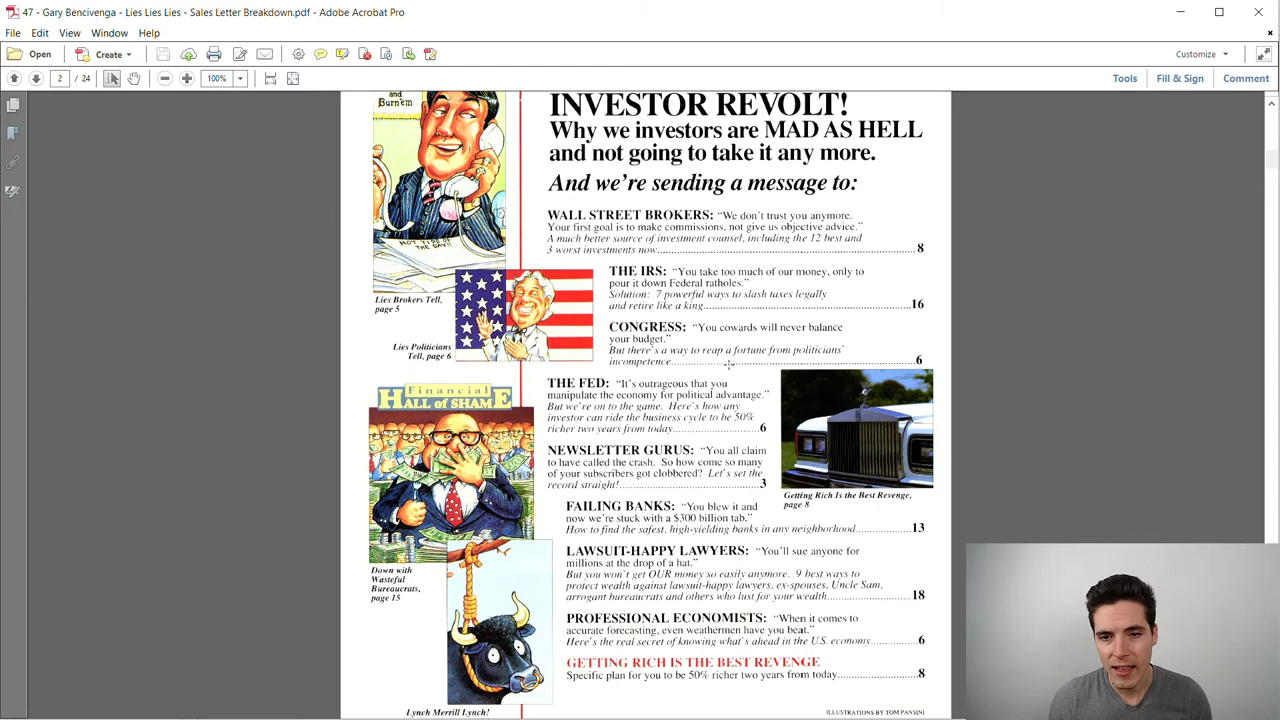 47 - Gary Bencivenga - Lies Lies Lies - Sales Letter Breakdown.pdf - Adobe Acrobat Pro
File Edit View Window Help
Open Create Customize
2 / 24 100% Tools Fill & Sign Comment
and
Burn'em
HOT TIPS OF
THE DAY!!
Lies Brokers Tell,
page 5
Lies Politicians
Tell, page 6
Financial
HALL of SHAME
Down with
Wasteful
Bureaucrats,
page 15
Lynch Merrill Lynch!
INVESTOR REVOLT!
Why we investors are MAD AS HELL
and not going to take it any more.
And we're sending a message to:
WALL STREET BROKERS: "We don't trust you anymore.
Your first goal is to make commissions, not give us objective advice."
A much better source of investment counsel, including the 12 best and
3 worst investments now 8
THE IRS: "You take too much of our money, only to
pour it down Federal ratholes."
Solution: 7 powerful ways to slash taxes legally
and retire like a king 16
CONGRESS: "You cowards will never balance
your budget."
But there's a way to reap a fortune from politicians'
incompetence 6
THE FED: "It's outrageous that you
manipulate the economy for political advantage."
But we're on to the game. Here's how any
investor can ride the business cycle to be 50%
richer two years from today 6
NEWSLETTER GURUS: "You all claim
to have called the crash. So how come so many
of your subscribers got clobbered? Let's set the
record straight! 3
Getting Rich Is the Best Revenge,
page 8
FAILING BANKS: "You blew it and
now we're stuck with a $300 billion tab."
How to find the safest, high-yielding banks in any neighborhood 13
LAWSUIT-HAPPY LAWYERS: "You'll sue anyone for
millions at the drop of a hat."
But you won't get OUR money so easily anymore. 9 best ways to
protect wealth against lawsuit-happy lawyers, ex-spouses, Uncle Sam,
arrogant bureaucrats and others who lust for your wealth 18
PROFESSIONAL ECONOMISTS: "When it comes to
accurate forecasting, even weathermen have you beat."
Here's the real secret of knowing what's ahead in the U.S. economy 6
GETTING RICH IS THE BEST REVENGE
Specific plan for you to be 50% richer two years from today 8
ILLUSTRATIONS BY TOM PANSINI